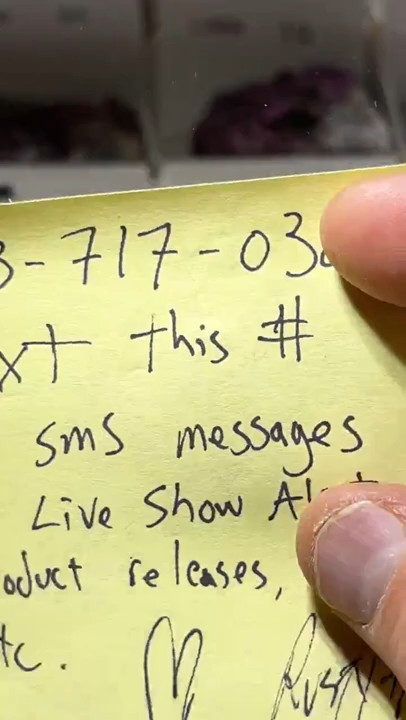 3-717-03
xt this #
sms messages
Live Show Al
oduct releases,
tc.